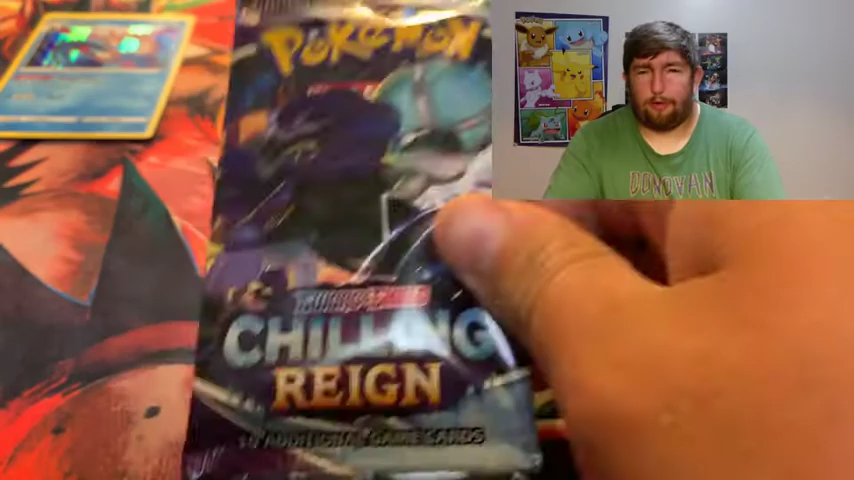 POKÉMON
CHILLING
REIGN
10 ADDITIONAL GAME CARDS
DONOVAN